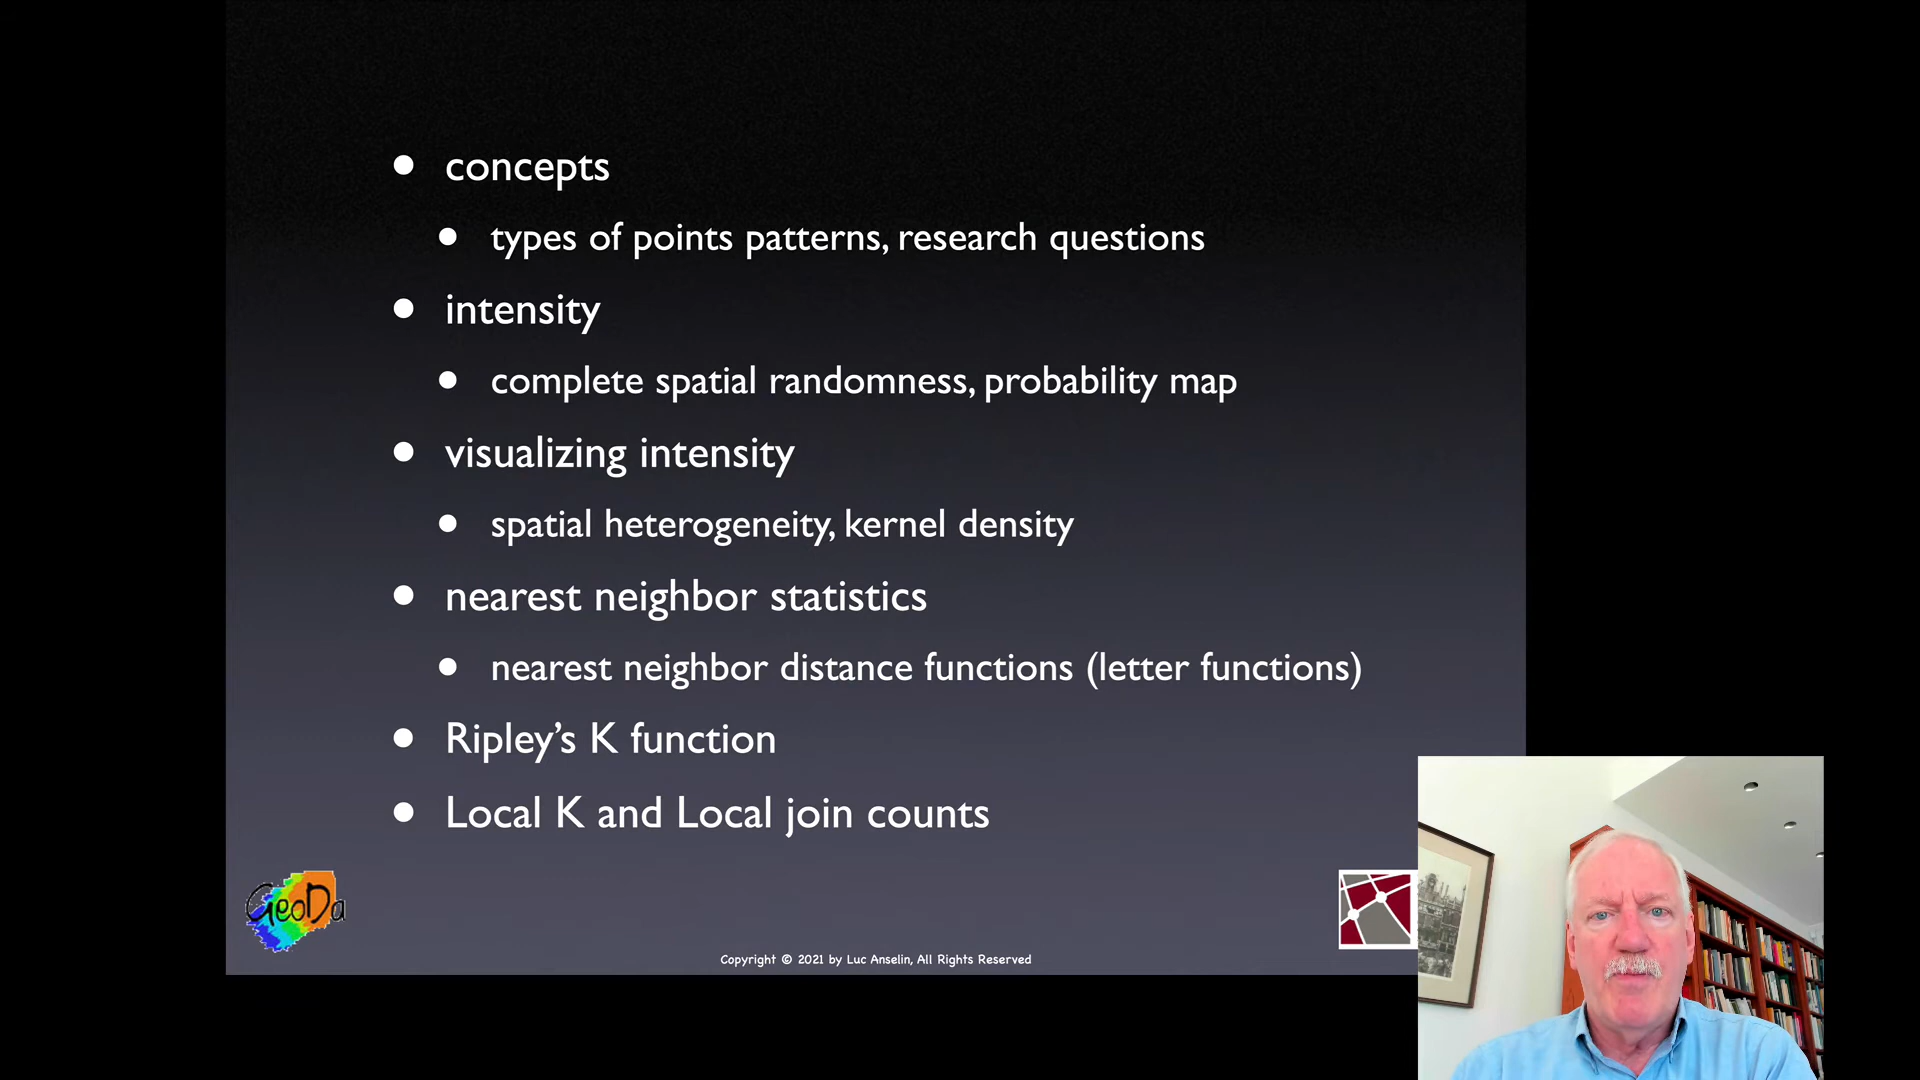 concepts
types of points patterns, research questions
intensity
complete spatial randomness, probability map
visualizing intensity
spatial heterogeneity, kernel density
nearest neighbor statistics
nearest neighbor distance functions (letter functions)
Ripley’s K function
Local K and Local join counts
GeoDa
Copyright © 2021 by Luc Anselin, All Rights Reserved